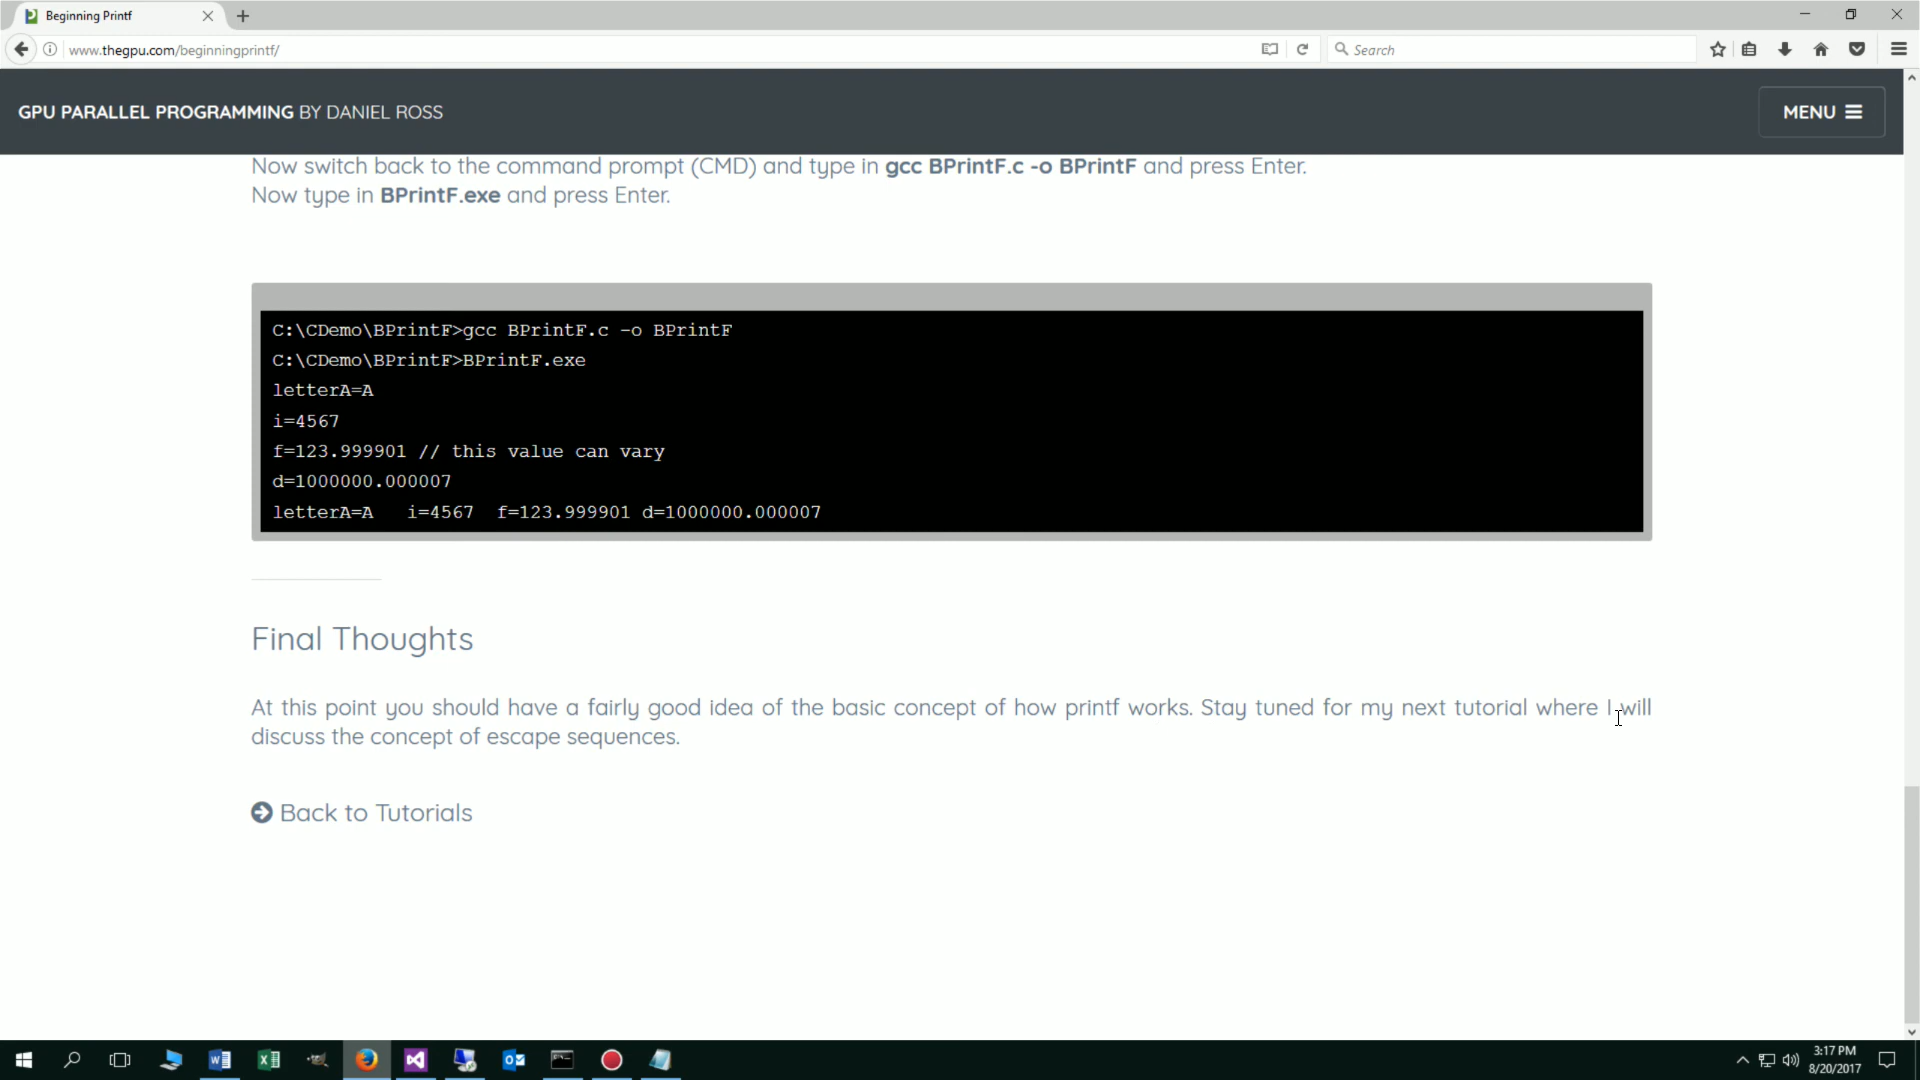 Beginning Printf
www.thegpu.com/beginningprintf/
Search
GPU PARALLEL PROGRAMMING BY DANIEL ROSS
MENU
Now switch back to the command prompt (CMD) and type in gcc BPrintF.c -o BPrintF and press Enter.
Now type in BPrintF.exe and press Enter.
C:\CDemo\BPrintF>gcc BPrintF.c -o BPrintF
C:\CDemo\BPrintF>BPrintF.exe
letterA=A
i=4567
f=123.999901 // this value can vary
d=1000000.000007
letterA=A   i=4567  f=123.999901 d=1000000.000007
Final Thoughts
At this point you should have a fairly good idea of the basic concept of how printf works. Stay tuned for my next tutorial where I will
discuss the concept of escape sequences.
Back to Tutorials
3:17 PM
8/20/2017